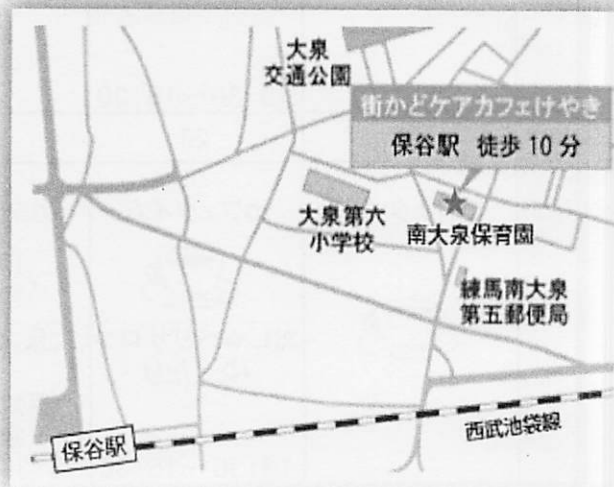 大泉
交通公園
街かどケアカフェけやき
保谷駅 徒歩10分
大泉第六
小学校
南大泉保育園
練馬南大泉
第五郵便局
西武池袋線
保谷駅